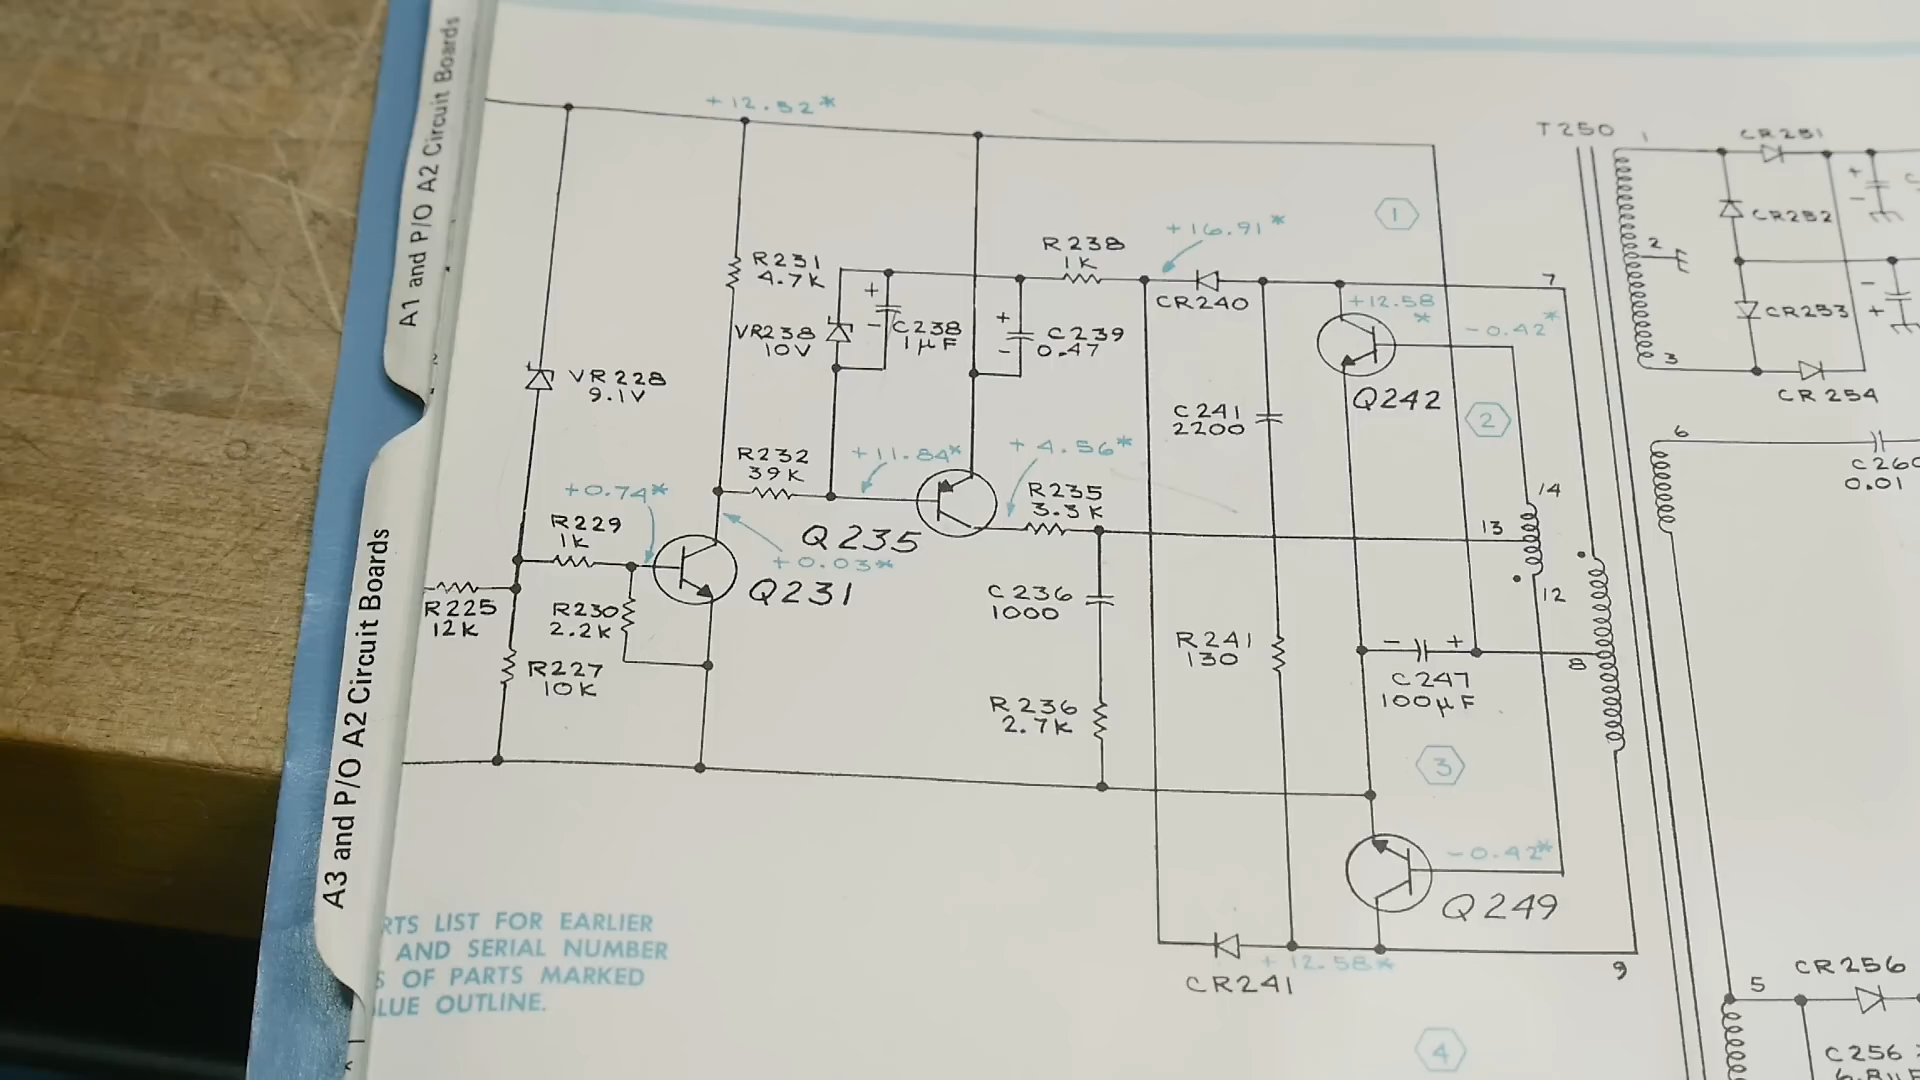 A1 and P/O A2 Circuit Boards
A3 and P/O A2 Circuit Boards
+12.52*
T250
1
CR251
+
-
CR252
2
CR253
-
+
3
CR254
1
+16.91*
R238
1K
CR240
7
+12.58
*
-0.42*
R231
4.7K
VR238
10V
+
-
C238
1µF
+
-
C239
0.47
Q242
VR228
9.1V
C241
2200
2
6
C260
0.01
R232
39K
+11.84*
+4.56*
R235
3.3K
14
13
12
+0.74*
R229
1K
Q235
+0.03*
Q231
R225
12K
R230
2.2K
C236
1000
R227
10K
R241
130
-
+
C247
100µF
8
R236
2.7K
3
-0.42*
Q249
CR241
+12.58*
9
RTS LIST FOR EARLIER
AND SERIAL NUMBER
S OF PARTS MARKED
LUE OUTLINE.
CR256
5
C256
4